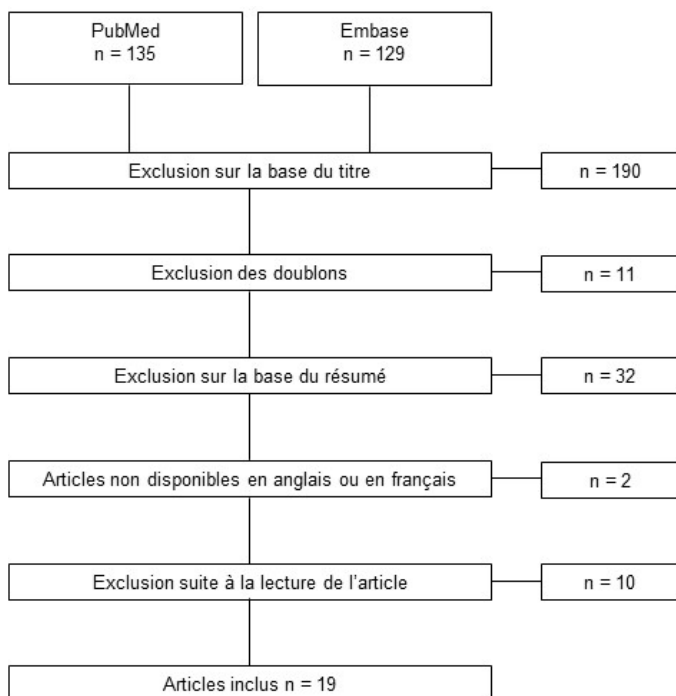 PubMed
n = 135
Embase
n = 129
Exclusion sur la base du titre
n = 190
Exclusion des doublons
n = 11
Exclusion sur la base du résumé
n = 32
Articles non disponibles en anglais ou en français
n = 2
Exclusion suite à la lecture de l'article
n = 10
Articles inclus n = 19